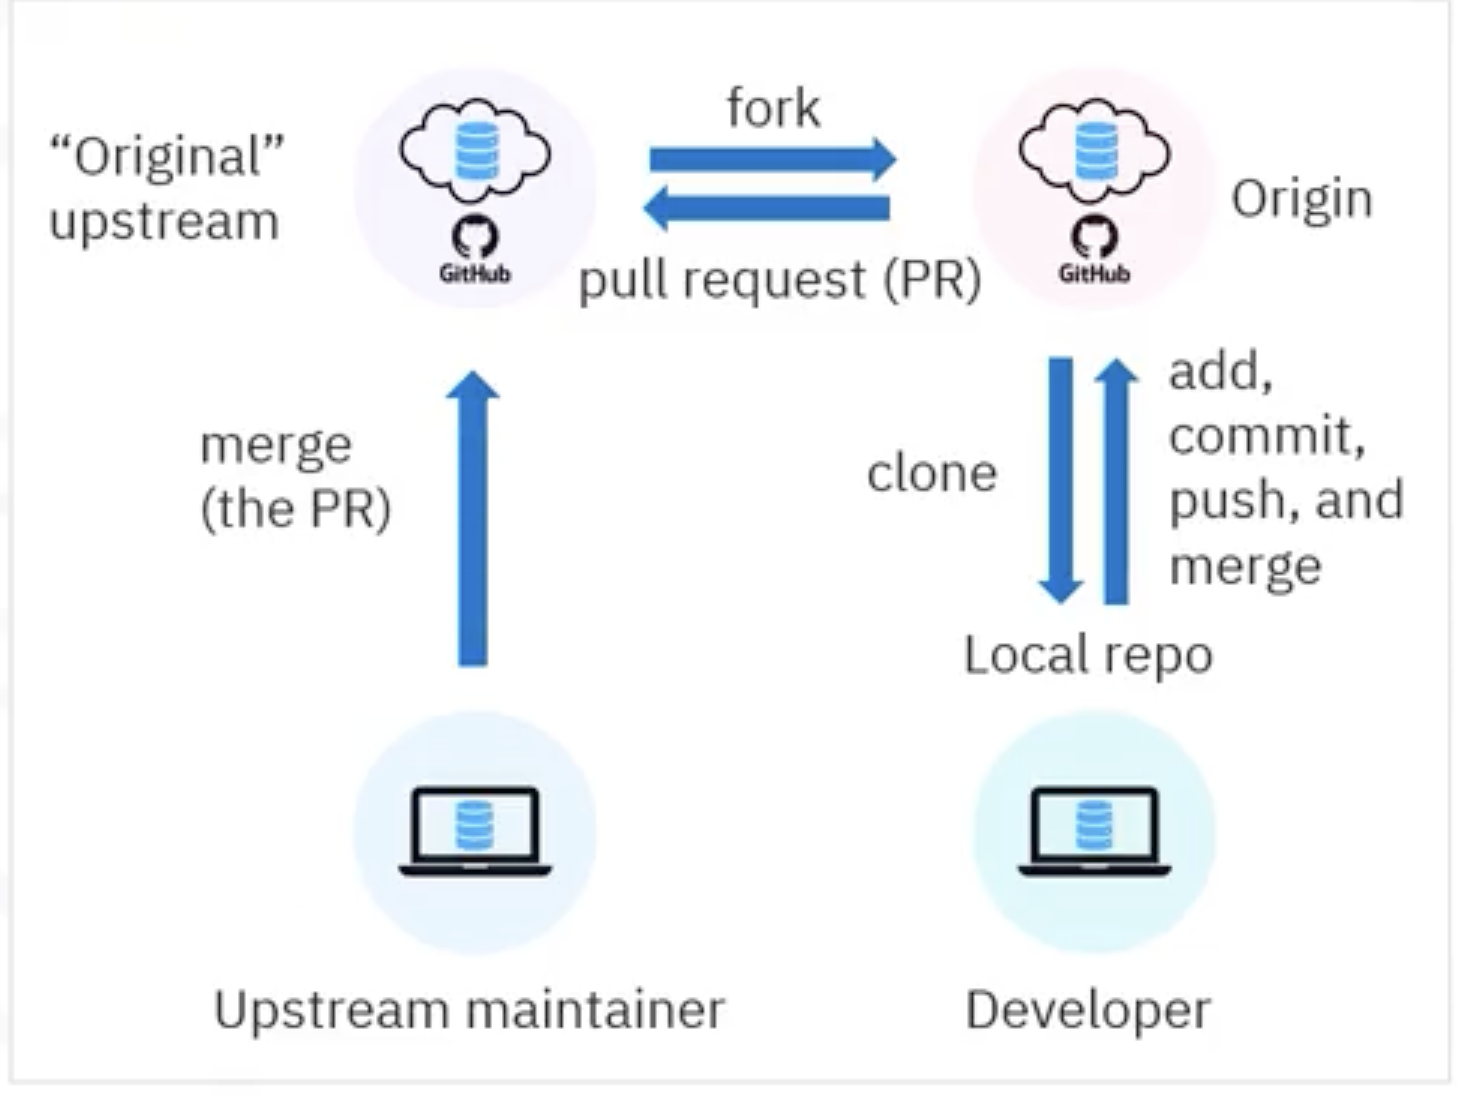 fork
“Original”
upstream
GitHub
GitHub
Origin
pull request (PR)
merge
(the PR)
clone
add,
commit,
push, and
merge
Local repo
Upstream maintainer
Developer